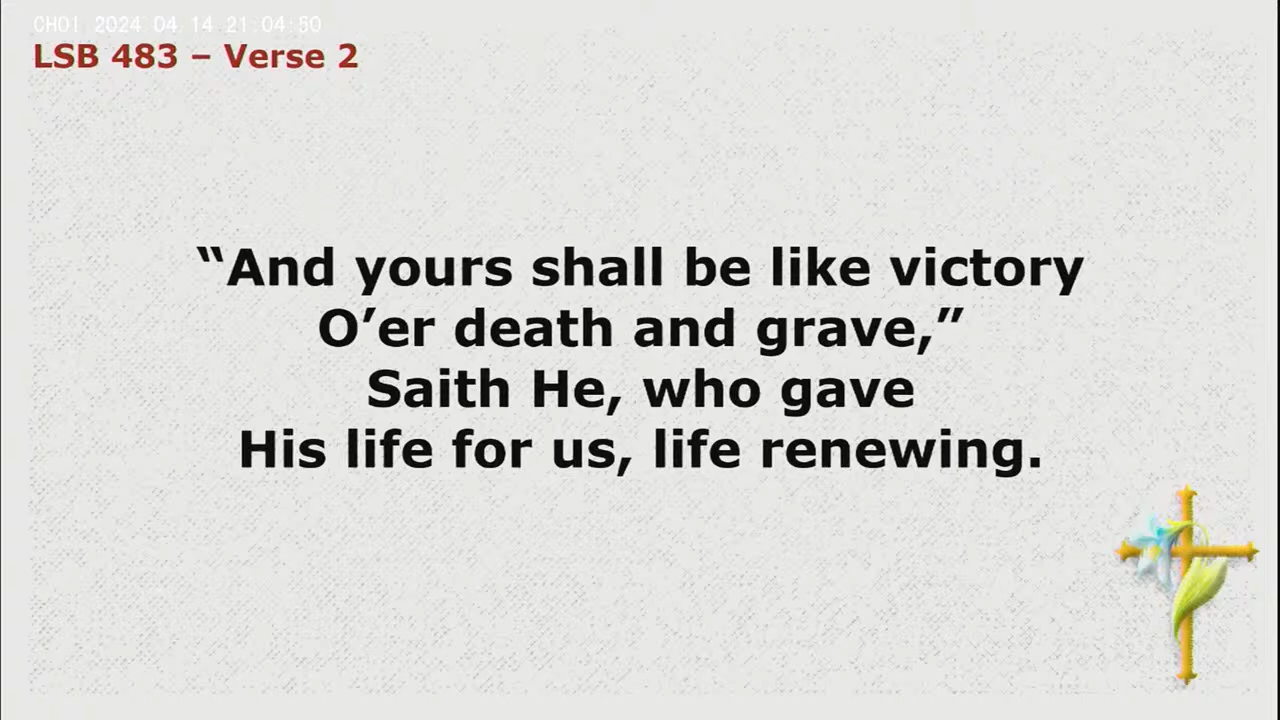 CH01 2024 04 14 21:04:50
LSB 483 – Verse 2
“And yours shall be like victory
O’er death and grave,”
Saith He, who gave
His life for us, life renewing.